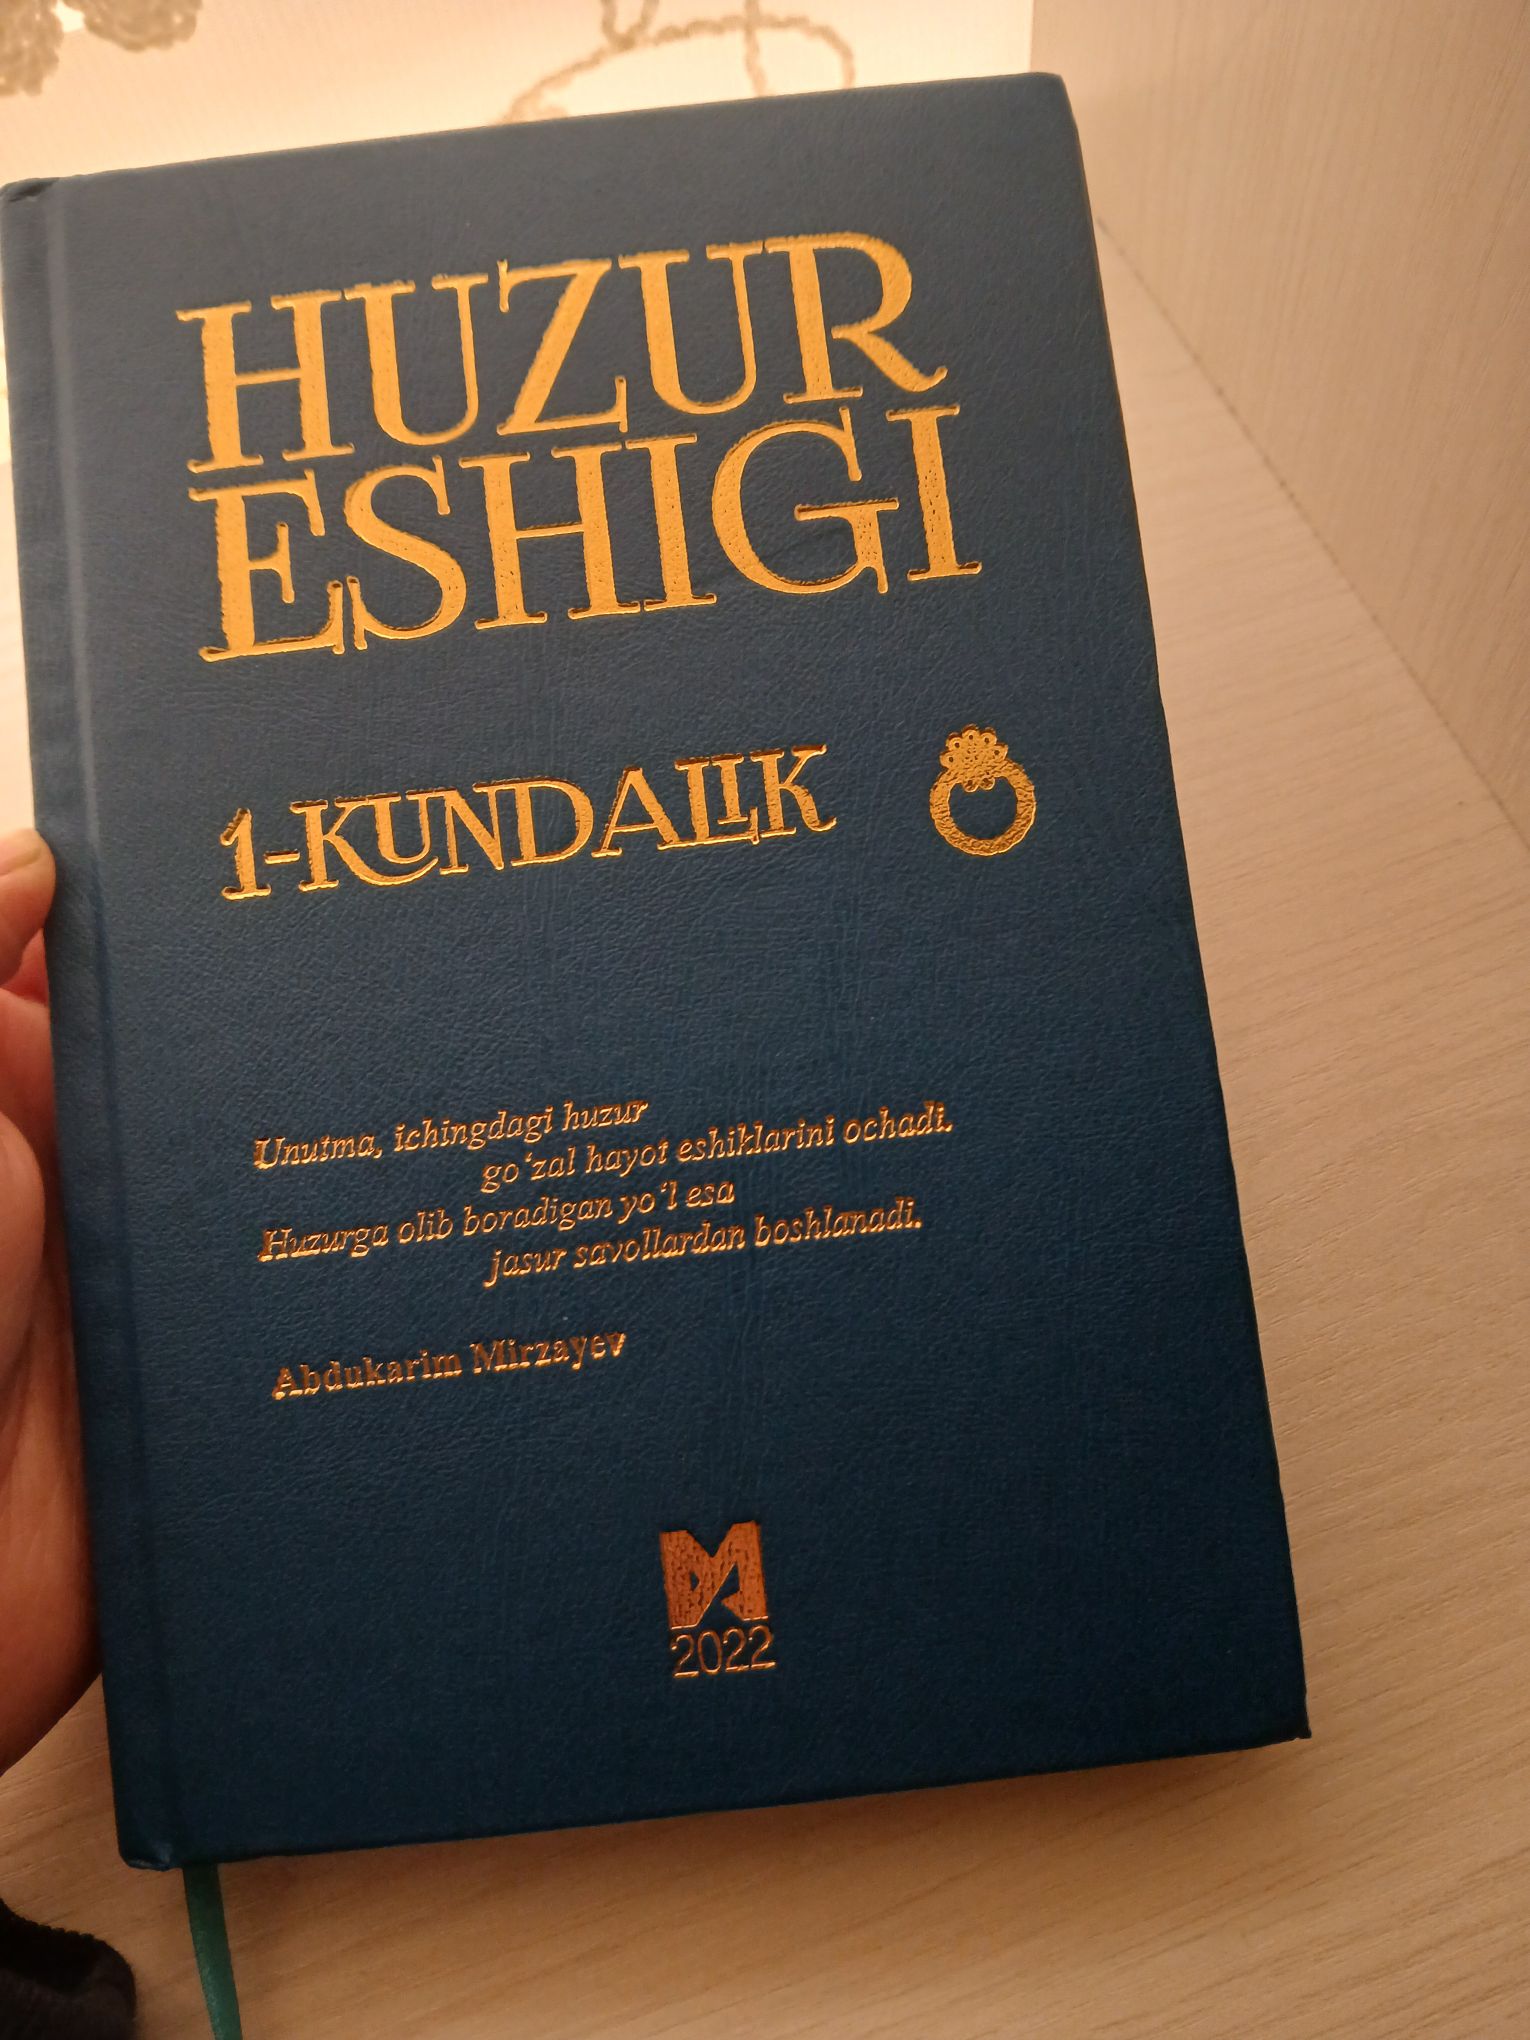 HUZUR
ESHIGI
1-KUNDALIK
Unutma, ichingdagi huzur
go‘zal hayot eshiklarini ochadi.
Huzurga olib boradigan yo‘l esa
jasur savollardan boshlanadi.
Abdukarim Mirzayev
2022